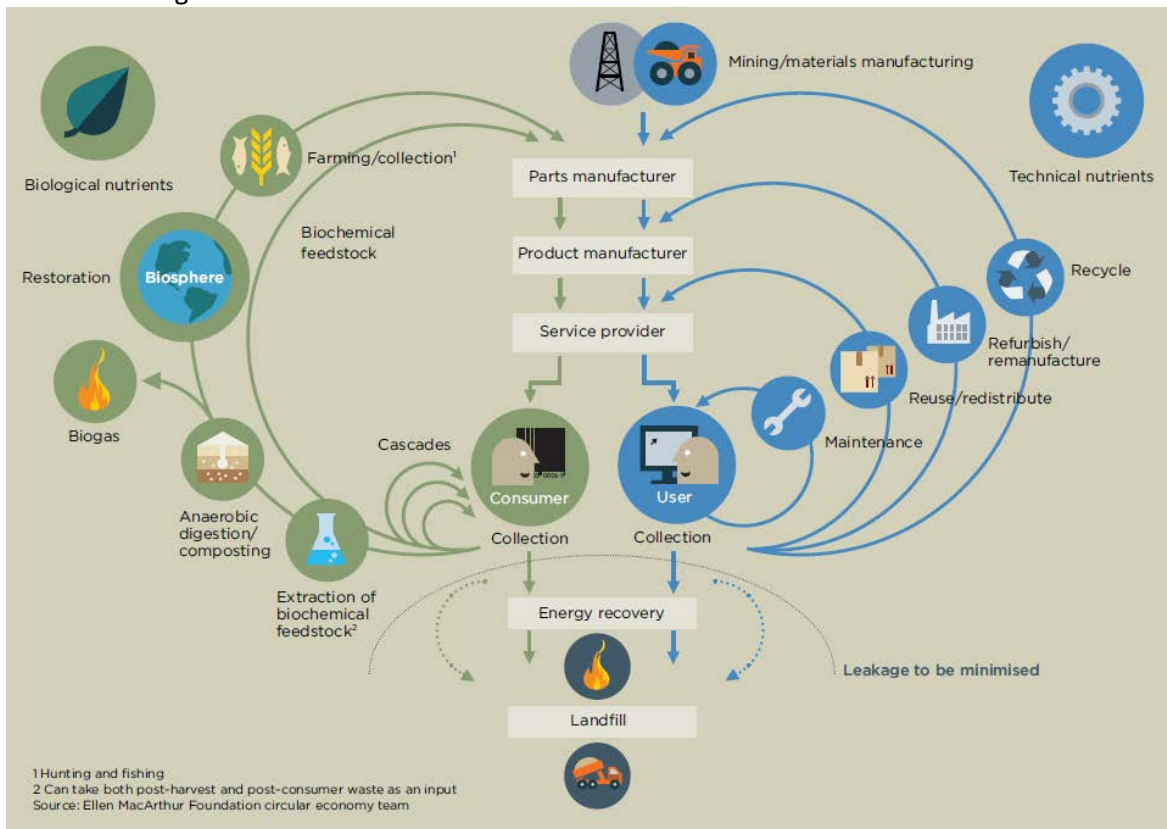 Mining/materials manufacturing
Biological nutrients
Technical nutrients
Farming/collection¹
Parts manufacturer
Biochemical
feedstock
Product manufacturer
Restoration
Biosphere
Recycle
Service provider
Refurbish/
remanufacture
Reuse/redistribute
Biogas
Cascades
Maintenance
Consumer
User
Anaerobic
digestion/
composting
Collection
Collection
Extraction of
biochemical
feedstock²
Energy recovery
Leakage to be minimised
Landfill
1 Hunting and fishing
2 Can take both post-harvest and post-consumer waste as an input
Source: Ellen MacArthur Foundation circular economy team